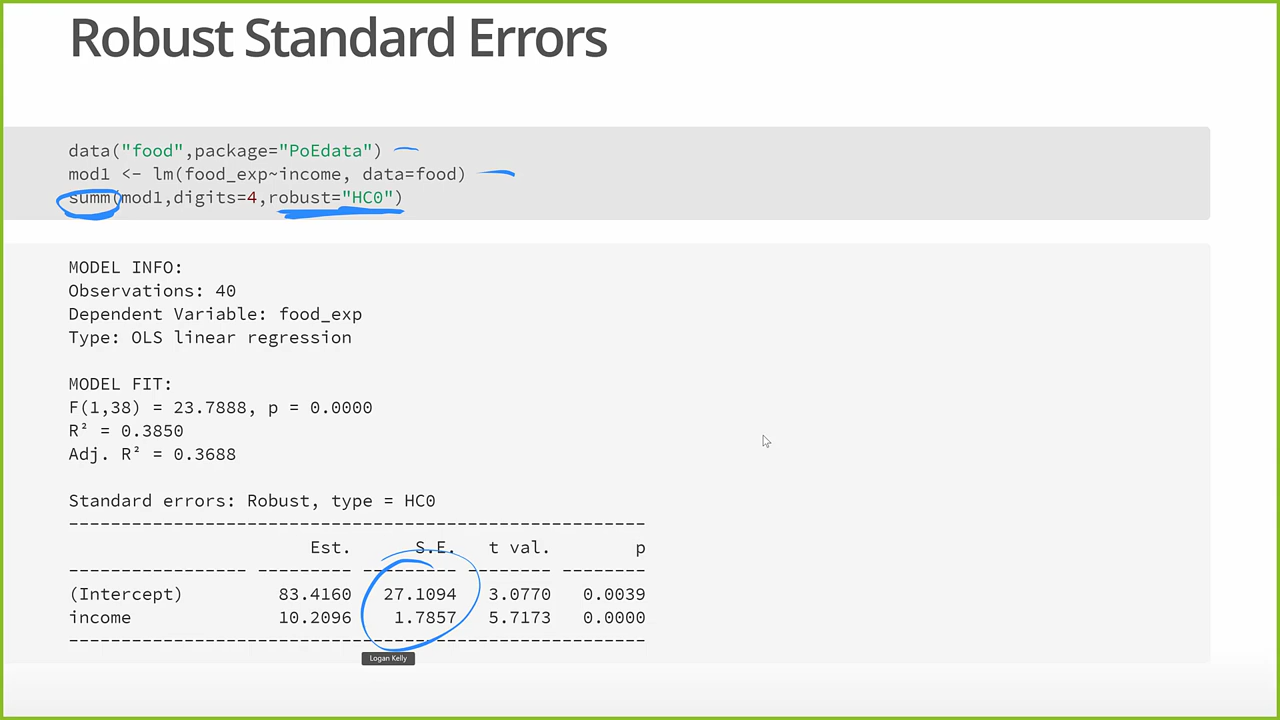 Robust Standard Errors
data("food",package="PoEdata")
mod1 <- lm(food_exp~income, data=food)
summ(mod1,digits=4,robust="HC0")
MODEL INFO:
Observations: 40
Dependent Variable: food_exp
Type: OLS linear regression
MODEL FIT:
F(1,38) = 23.7888, p = 0.0000
R² = 0.3850
Adj. R² = 0.3688
Standard errors: Robust, type = HC0
-------------------------------------------------------
Est. S.E. t val. p
----------------- --------- --------- -------- --------
(Intercept) 83.4160 27.1094 3.0770 0.0039
income 10.2096 1.7857 5.7173 0.0000
-------------------------------------------------------
Logan Kelly